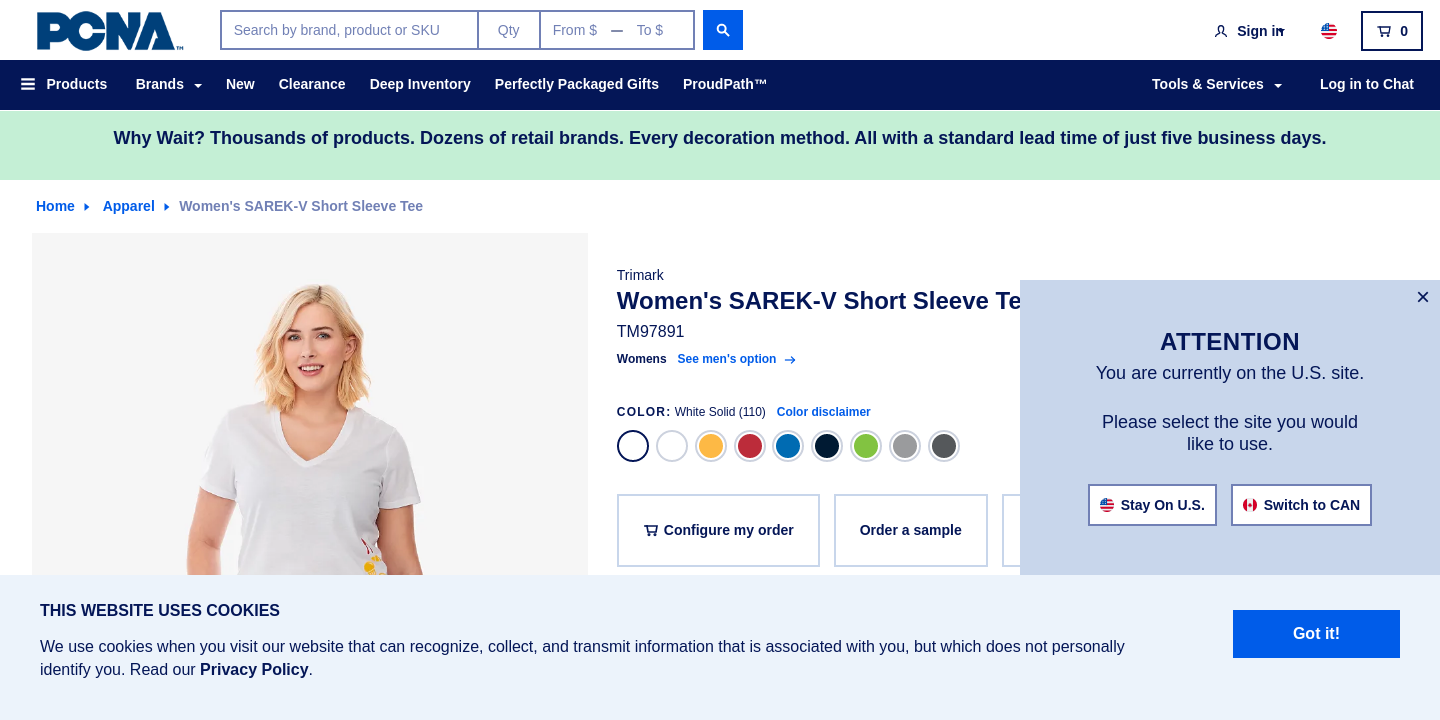 PCNA™
Search by brand, product or SKU
Qty
From $ — To $
Sign in
0
Products
Brands
New
Clearance
Deep Inventory
Perfectly Packaged Gifts
ProudPath™
Tools & Services
Log in to Chat
Why Wait? Thousands of products. Dozens of retail brands. Every decoration method. All with a standard lead time of just five business days.
Home
Apparel
Women's SAREK-V Short Sleeve Tee
Trimark
Women's SAREK-V Short Sleeve Te
TM97891
Womens See men's option
COLOR: White Solid (110) Color disclaimer
Configure my order
Order a sample
×
ATTENTION
You are currently on the U.S. site.
Please select the site you would
like to use.
Stay On U.S.
Switch to CAN
THIS WEBSITE USES COOKIES
We use cookies when you visit our website that can recognize, collect, and transmit information that is associated with you, but which does not personally
identify you. Read our Privacy Policy.
Got it!